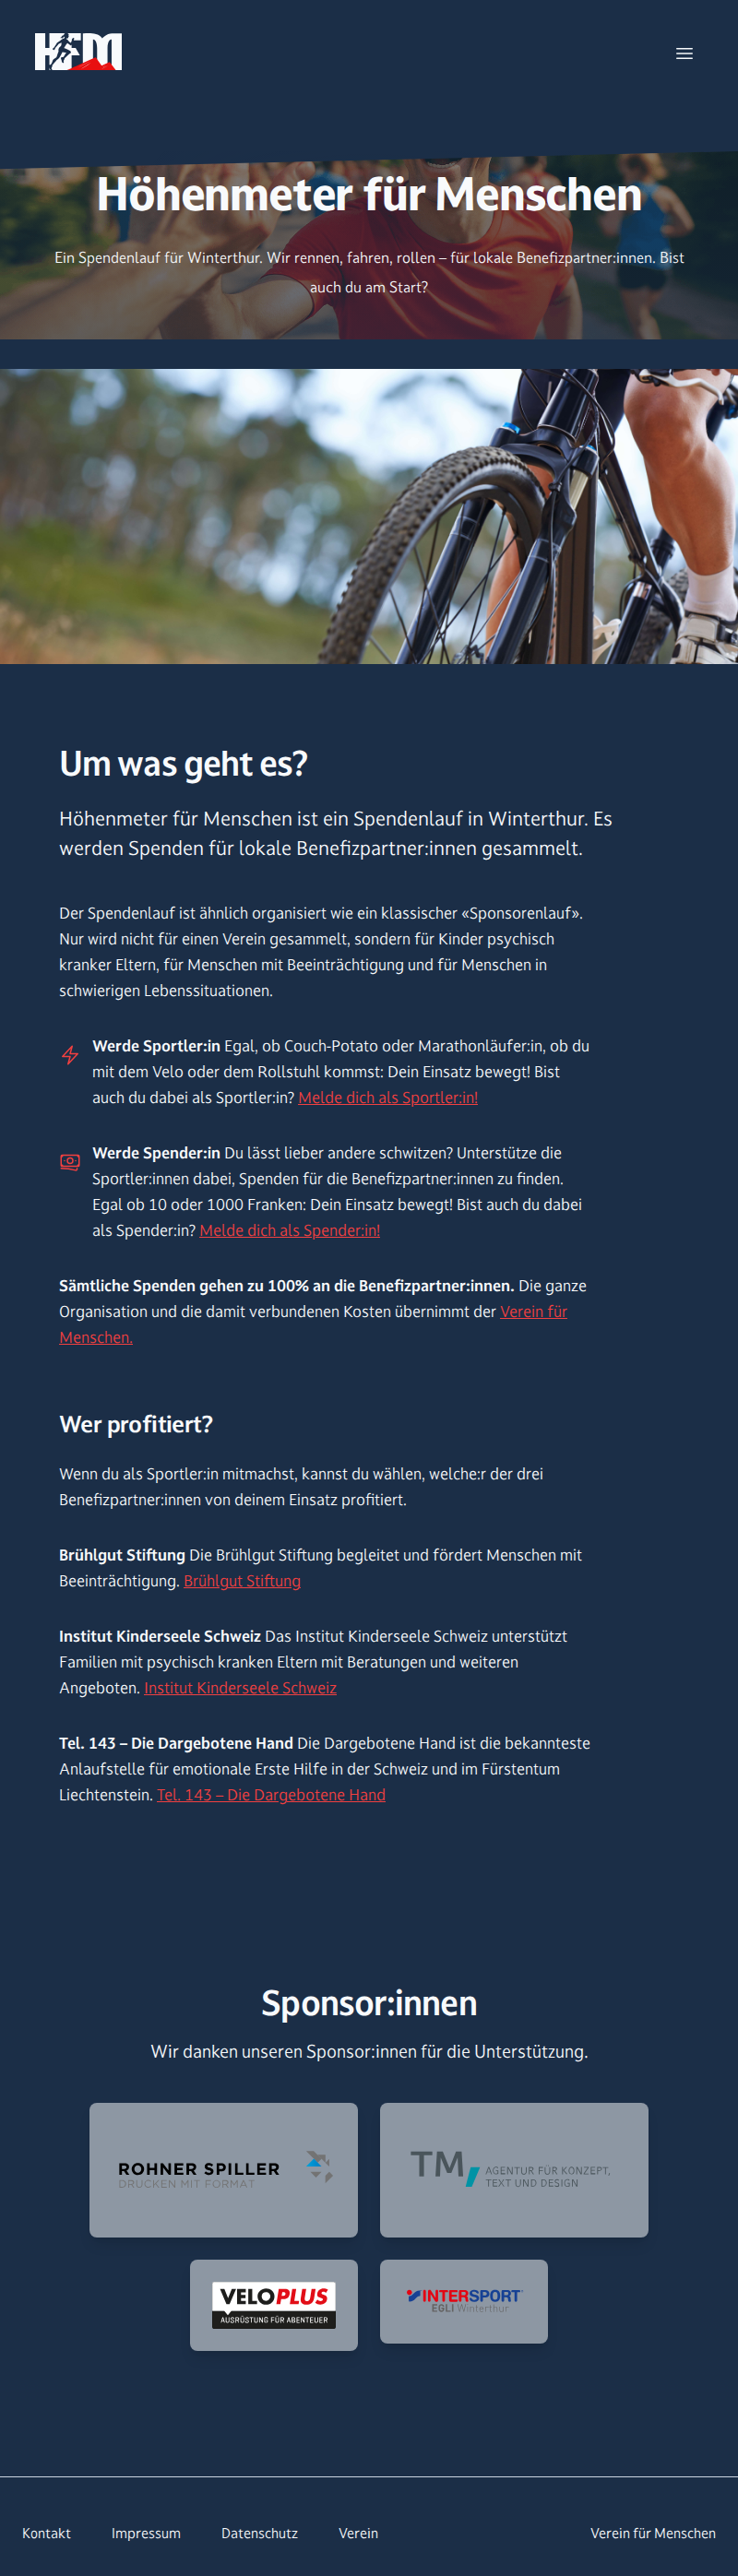 HFM
Höhenmeter für Menschen
Ein Spendenlauf für Winterthur. Wir rennen, fahren, rollen – für lokale Benefizpartner:innen. Bist
auch du am Start?
Um was geht es?
Höhenmeter für Menschen ist ein Spendenlauf in Winterthur. Es
werden Spenden für lokale Benefizpartner:innen gesammelt.
Der Spendenlauf ist ähnlich organisiert wie ein klassischer «Sponsorenlauf».
Nur wird nicht für einen Verein gesammelt, sondern für Kinder psychisch
kranker Eltern, für Menschen mit Beeinträchtigung und für Menschen in
schwierigen Lebenssituationen.
Werde Sportler:in Egal, ob Couch-Potato oder Marathonläufer:in, ob du
mit dem Velo oder dem Rollstuhl kommst: Dein Einsatz bewegt! Bist
auch du dabei als Sportler:in? Melde dich als Sportler:in!
Werde Spender:in Du lässt lieber andere schwitzen? Unterstütze die
Sportler:innen dabei, Spenden für die Benefizpartner:innen zu finden.
Egal ob 10 oder 1000 Franken: Dein Einsatz bewegt! Bist auch du dabei
als Spender:in? Melde dich als Spender:in!
Sämtliche Spenden gehen zu 100% an die Benefizpartner:innen. Die ganze
Organisation und die damit verbundenen Kosten übernimmt der Verein für
Menschen.
Wer profitiert?
Wenn du als Sportler:in mitmachst, kannst du wählen, welche:r der drei
Benefizpartner:innen von deinem Einsatz profitiert.
Brühlgut Stiftung Die Brühlgut Stiftung begleitet und fördert Menschen mit
Beeinträchtigung. Brühlgut Stiftung
Institut Kinderseele Schweiz Das Institut Kinderseele Schweiz unterstützt
Familien mit psychisch kranken Eltern mit Beratungen und weiteren
Angeboten. Institut Kinderseele Schweiz
Tel. 143 – Die Dargebotene Hand Die Dargebotene Hand ist die bekannteste
Anlaufstelle für emotionale Erste Hilfe in der Schweiz und im Fürstentum
Liechtenstein. Tel. 143 – Die Dargebotene Hand
Sponsor:innen
Wir danken unseren Sponsor:innen für die Unterstützung.
ROHNER SPILLER
DRUCKEN MIT FORMAT
TM, AGENTUR FÜR KONZEPT,
TEXT UND DESIGN
VELOPLUS
AUSRÜSTUNG FÜR ABENTEUER
INTERSPORT
EGLI Winterthur
Kontakt Impressum Datenschutz Verein Verein für Menschen